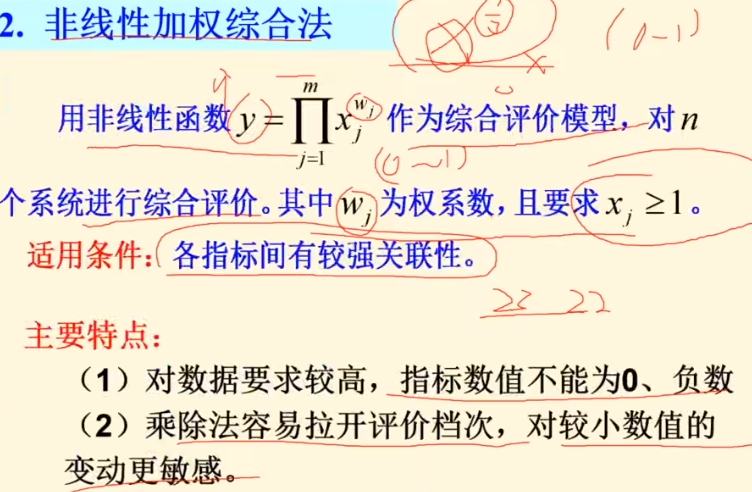 2. 非线性加权综合法
(0~1)
用非线性函数 y = ∏_{j=1}^{m} x_j^{w_j} 作为综合评价模型，对 n
(0~1)
个系统进行综合评价。其中 w_j 为权系数，且要求 x_j ≥ 1。
适用条件：各指标间有较强关联性。
主要特点：
（1）对数据要求较高，指标数值不能为0、负数
（2）乘除法容易拉开评价档次，对较小数值的
变动更敏感。